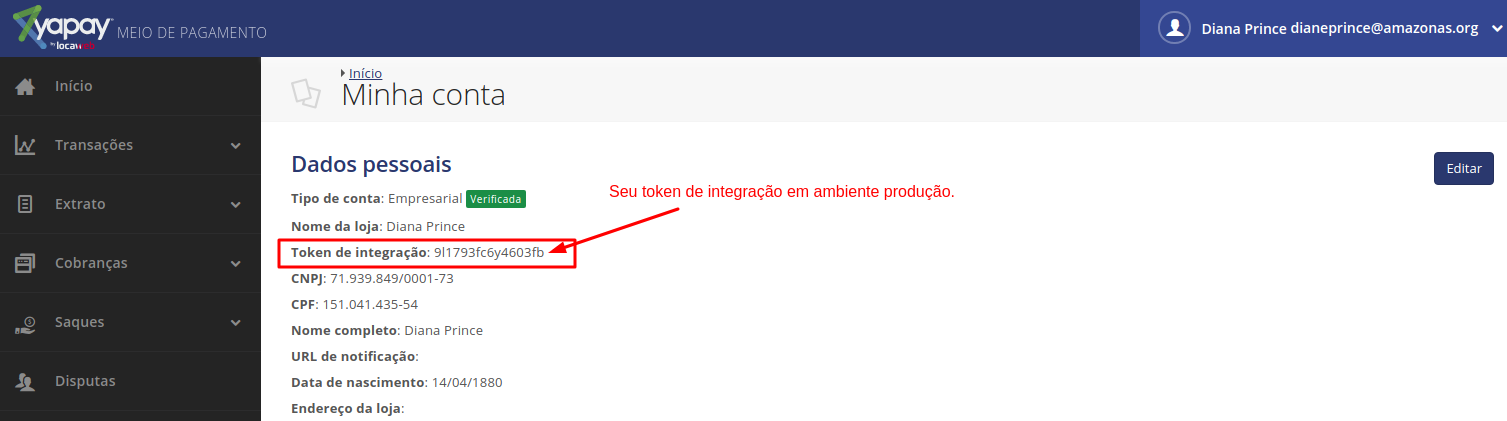 yapay
by locaweb
MEIO DE PAGAMENTO
Diana Prince dianeprince@amazonas.org
Início
Transações
Extrato
Cobranças
Saques
Disputas
Início
Minha conta
Dados pessoais
Editar
Tipo de conta: Empresarial Verificada
Seu token de integração em ambiente produção.
Nome da loja: Diana Prince
Token de integração: 9l1793fc6y4603fb
CNPJ: 71.939.849/0001-73
CPF: 151.041.435-54
Nome completo: Diana Prince
URL de notificação:
Data de nascimento: 14/04/1880
Endereço da loja: